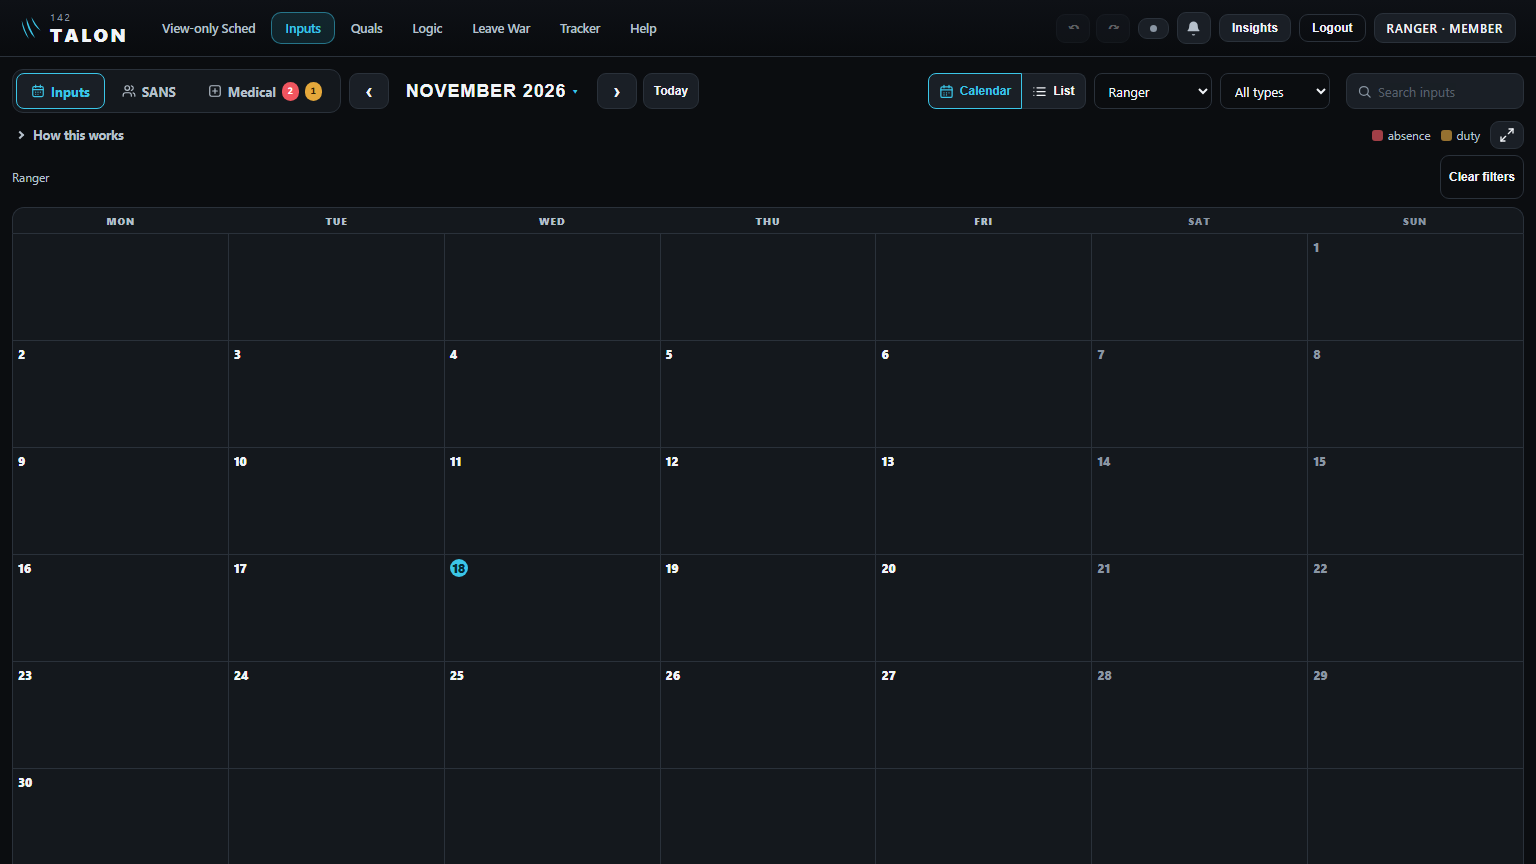 142
TALON
View-only Sched
Inputs
Quals
Logic
Leave War
Tracker
Help
Insights
Logout
RANGER · MEMBER
Inputs
SANS
Medical 2 1
‹
NOVEMBER 2026
›
Today
Calendar
List
Ranger
All types
Search inputs
How this works
absence
duty
Ranger
Clear filters
MON TUE WED THU FRI SAT SUN
1
2 3 4 5 6 7 8
9 10 11 12 13 14 15
16 17 18 19 20 21 22
23 24 25 26 27 28 29
30